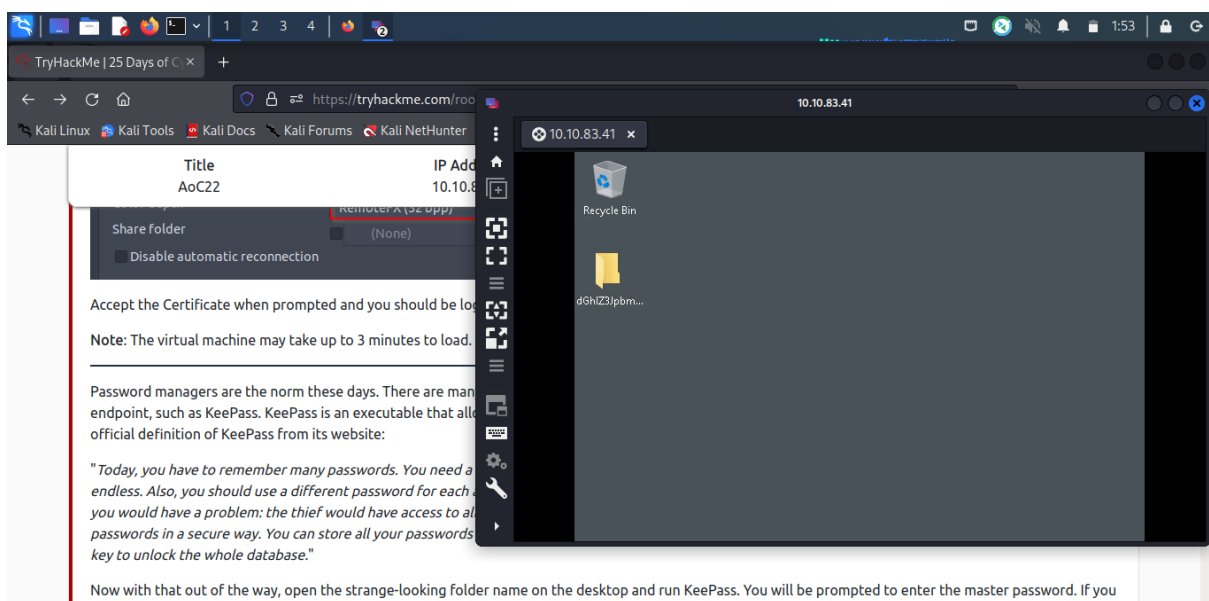 1 2 3 4
2
1:53
TryHackMe | 25 Days of C
https://tryhackme.com/roo
Kali Linux Kali Tools Kali Docs Kali Forums Kali NetHunter
Title IP Add
AoC22 10.10.8
RemoteFX (32 bpp)
Share folder (None)
Disable automatic reconnection
Accept the Certificate when prompted and you should be log
Note: The virtual machine may take up to 3 minutes to load.
Password managers are the norm these days. There are man
endpoint, such as KeePass. KeePass is an executable that allo
official definition of KeePass from its website:
"Today, you have to remember many passwords. You need a
endless. Also, you should use a different password for each a
you would have a problem: the thief would have access to al
passwords in a secure way. You can store all your passwords
key to unlock the whole database."
Now with that out of the way, open the strange-looking folder name on the desktop and run KeePass. You will be prompted to enter the master password. If you
10.10.83.41
10.10.83.41
Recycle Bin